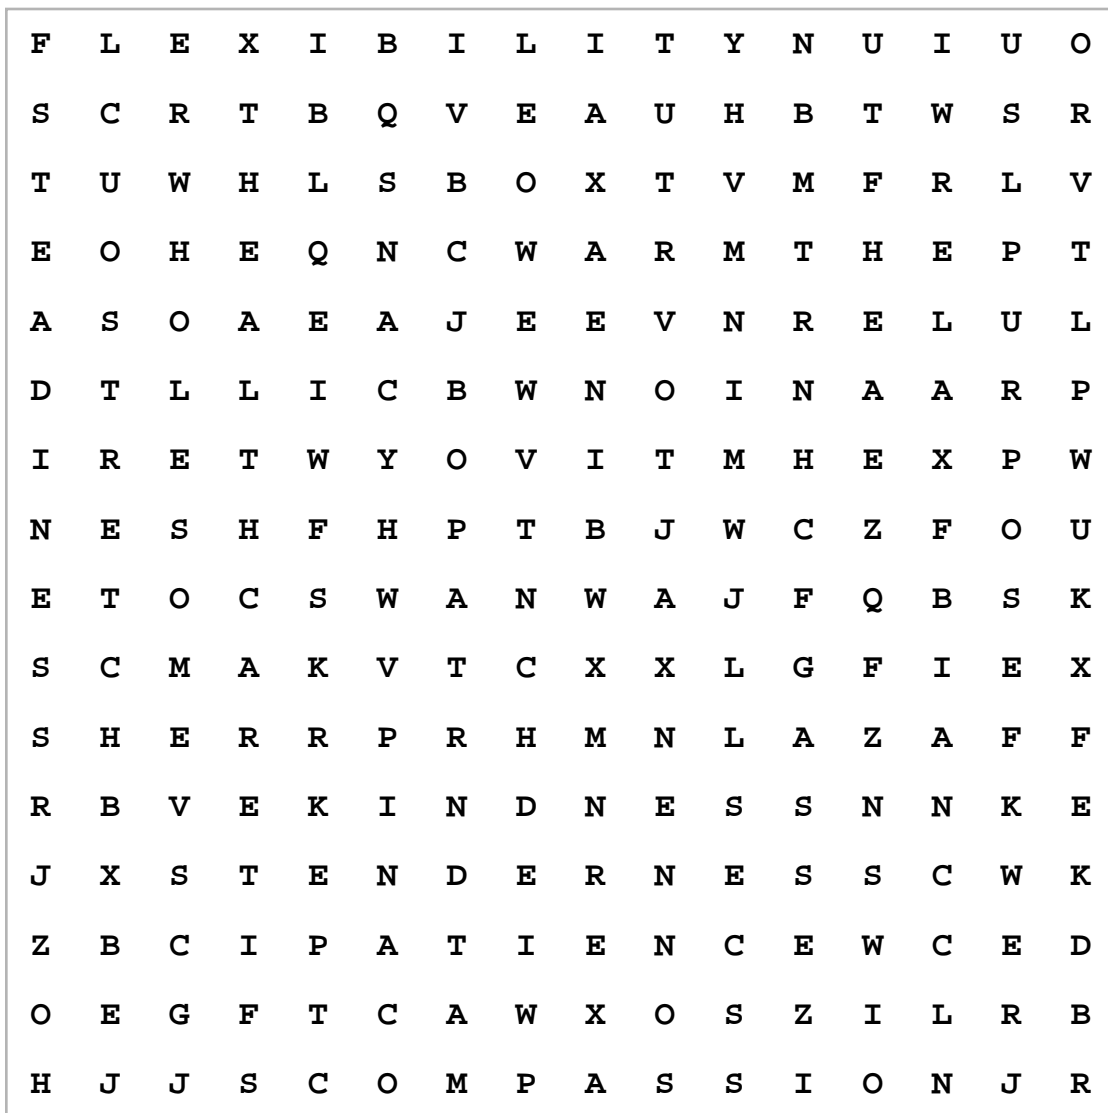 F L E X I B I L I T Y N U I U O
S C R T B Q V E A U H B T W S R
T U W H L S B O X T V M F R L V
E O H E Q N C W A R M T H E P T
A S O A E A J E E V N R E L U L
D T L L I C B W N O I N A A R P
I R E T W Y O V I T M H E X P W
N E S H F H P T B J W C Z F O U
E T O C S W A N W A J F Q B S K
S C M A K V T C X X L G F I E X
S H E R R P R H M N L A Z A F F
R B V E K I N D N E S S N N K E
J X S T E N D E R N E S S C W K
Z B C I P A T I E N C E W C E D
O E G F T C A W X O S Z I L R B
H J J S C O M P A S S I O N J R